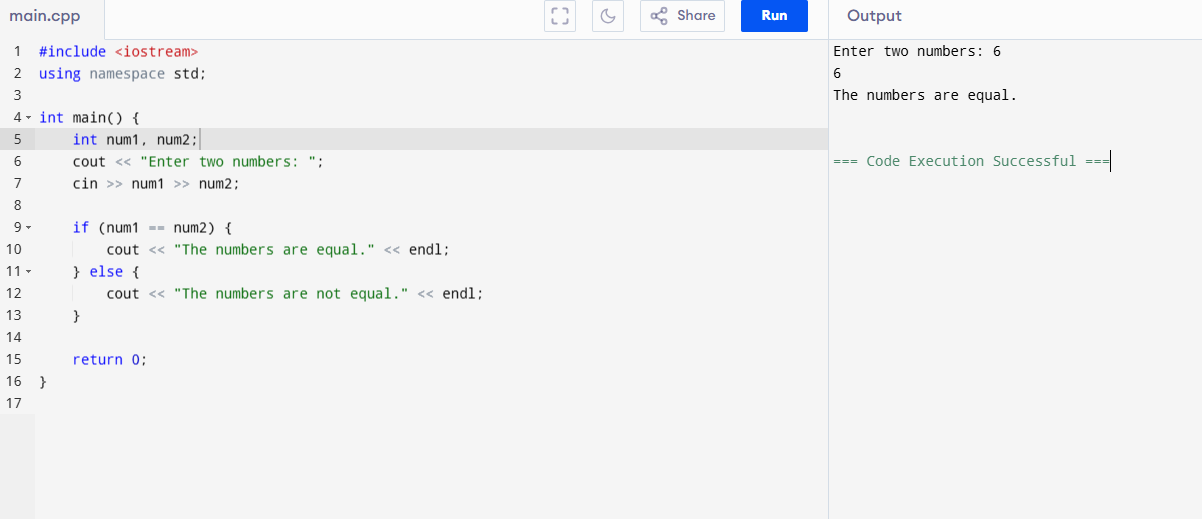 main.cpp
Share
Run
Output
1 #include <iostream>
2 using namespace std;
3
4 int main() {
5 int num1, num2;
6 cout << "Enter two numbers: ";
7 cin >> num1 >> num2;
8
9 if (num1 == num2) {
10 cout << "The numbers are equal." << endl;
11 } else {
12 cout << "The numbers are not equal." << endl;
13 }
14
15 return 0;
16 }
17
Enter two numbers: 6
6
The numbers are equal.
=== Code Execution Successful ===